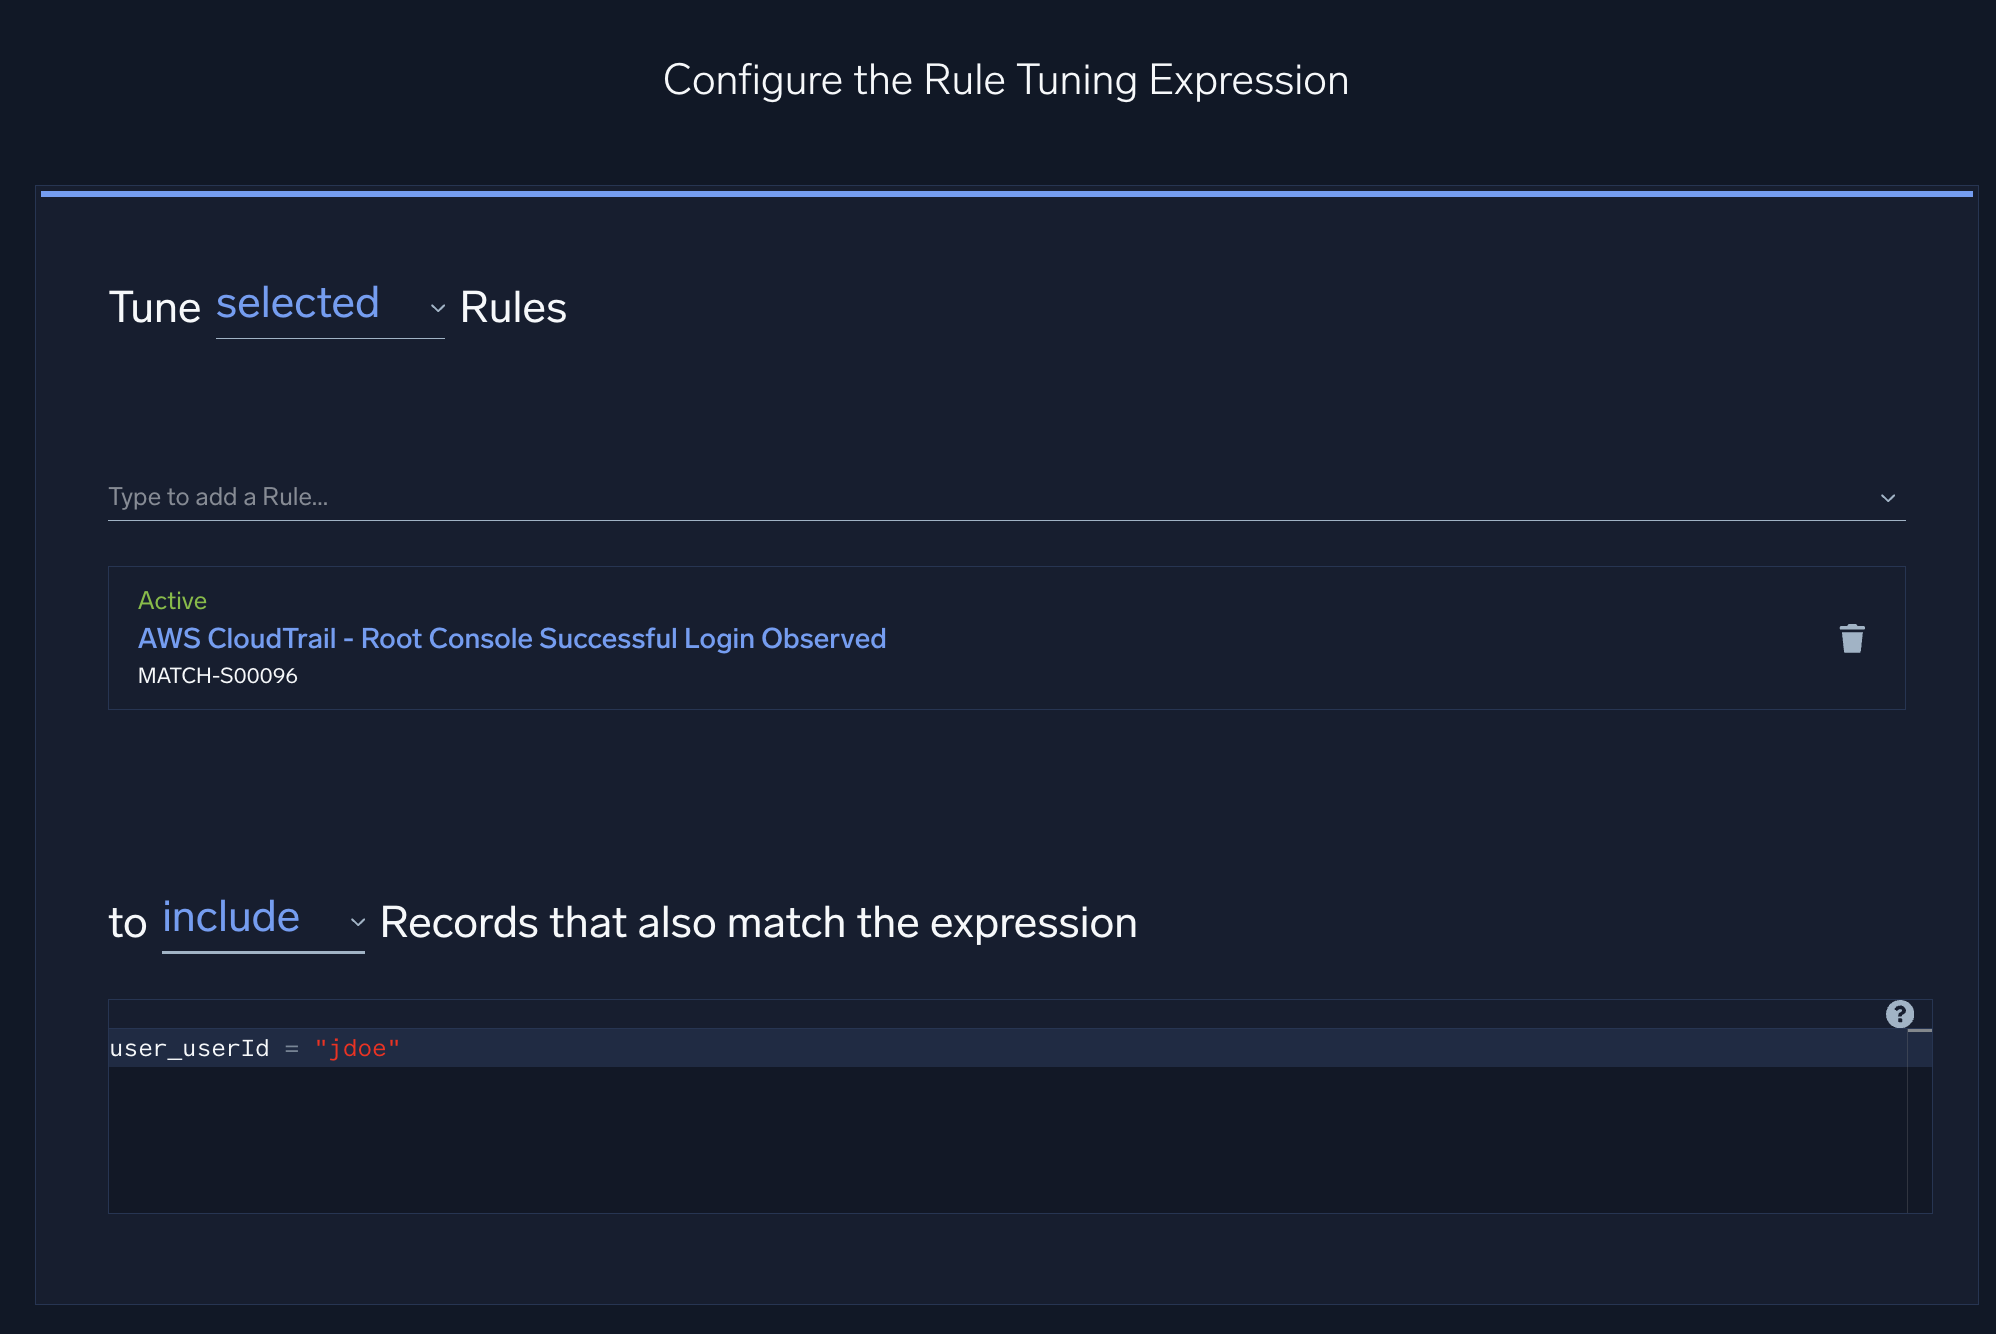 Configure the Rule Tuning Expression
Tune selected Rules
Type to add a Rule...
Active
AWS CloudTrail - Root Console Successful Login Observed
MATCH-S00096
to include Records that also match the expression
?
user_userId = "jdoe"